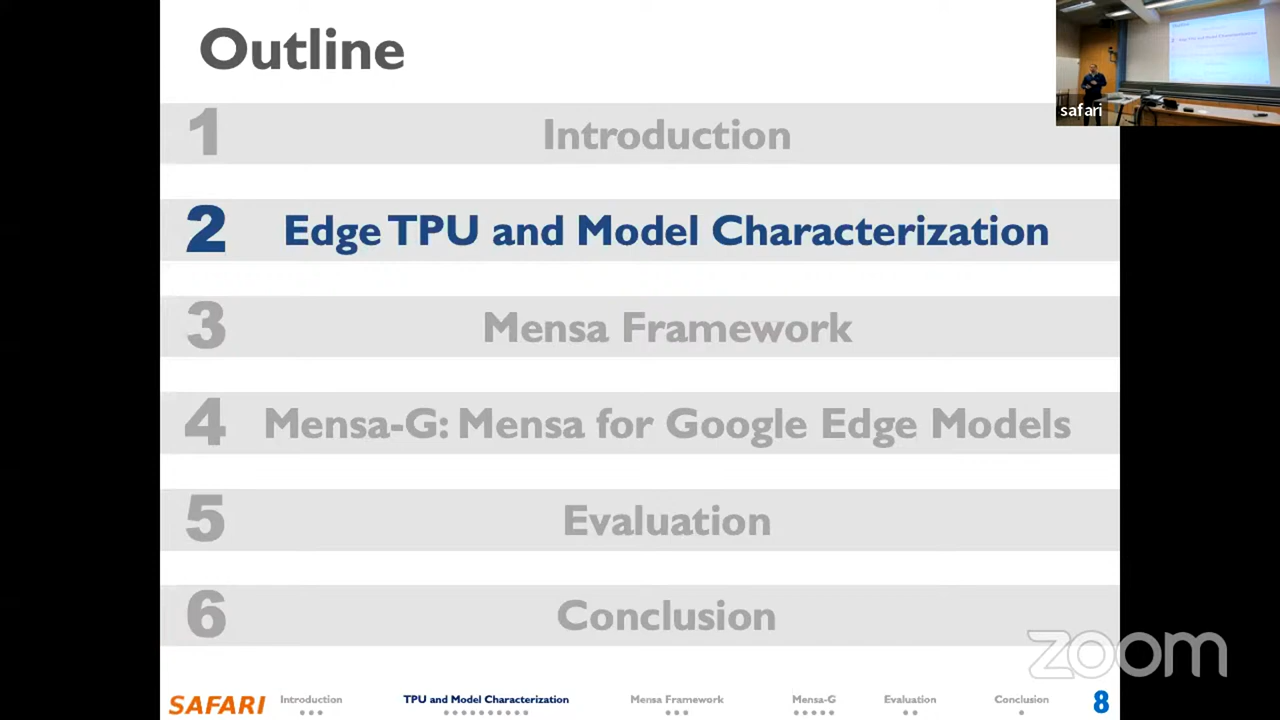 Outline
safari
1 Introduction
2 Edge TPU and Model Characterization
3 Mensa Framework
4 Mensa-G: Mensa for Google Edge Models
5 Evaluation
6 Conclusion
zoom
SAFARI Introduction TPU and Model Characterization Mensa Framework Mensa-G Evaluation Conclusion 8